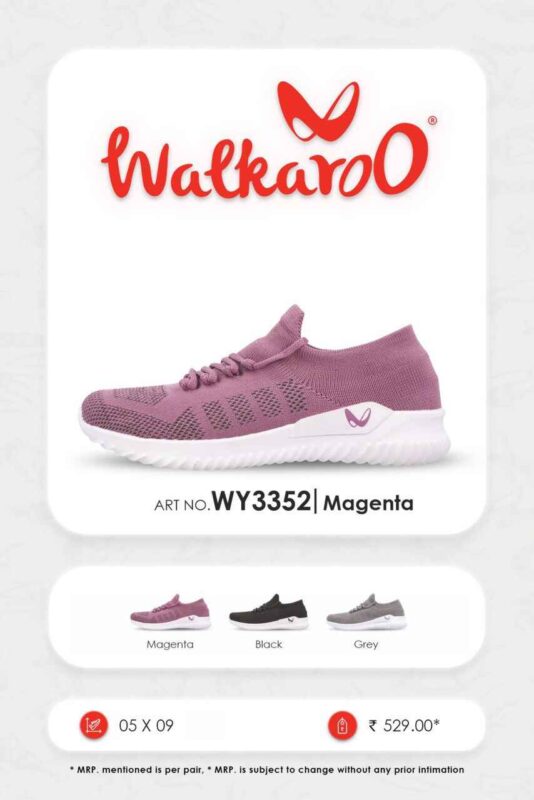 Walkaroo®
ART NO.WY3352| Magenta
Magenta Black Grey
05 X 09 ₹ 529.00*
* MRP. mentioned is per pair, * MRP. is subject to change without any prior intimation